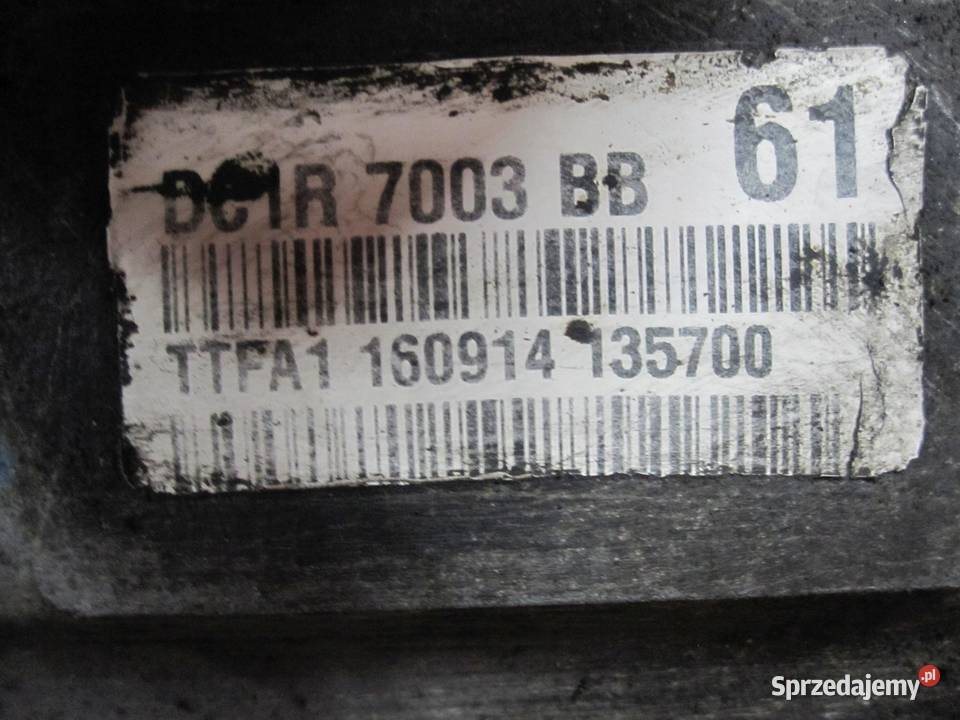 61
DC1R 7003 BB
TTFA1 160914 135700
Sprzedajemy.pl